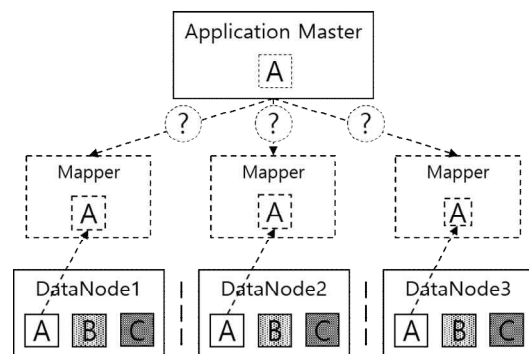 Application Master
A
? ? ?
Mapper Mapper Mapper
A A A
DataNode1 DataNode2 DataNode3
A B C A B C A B C